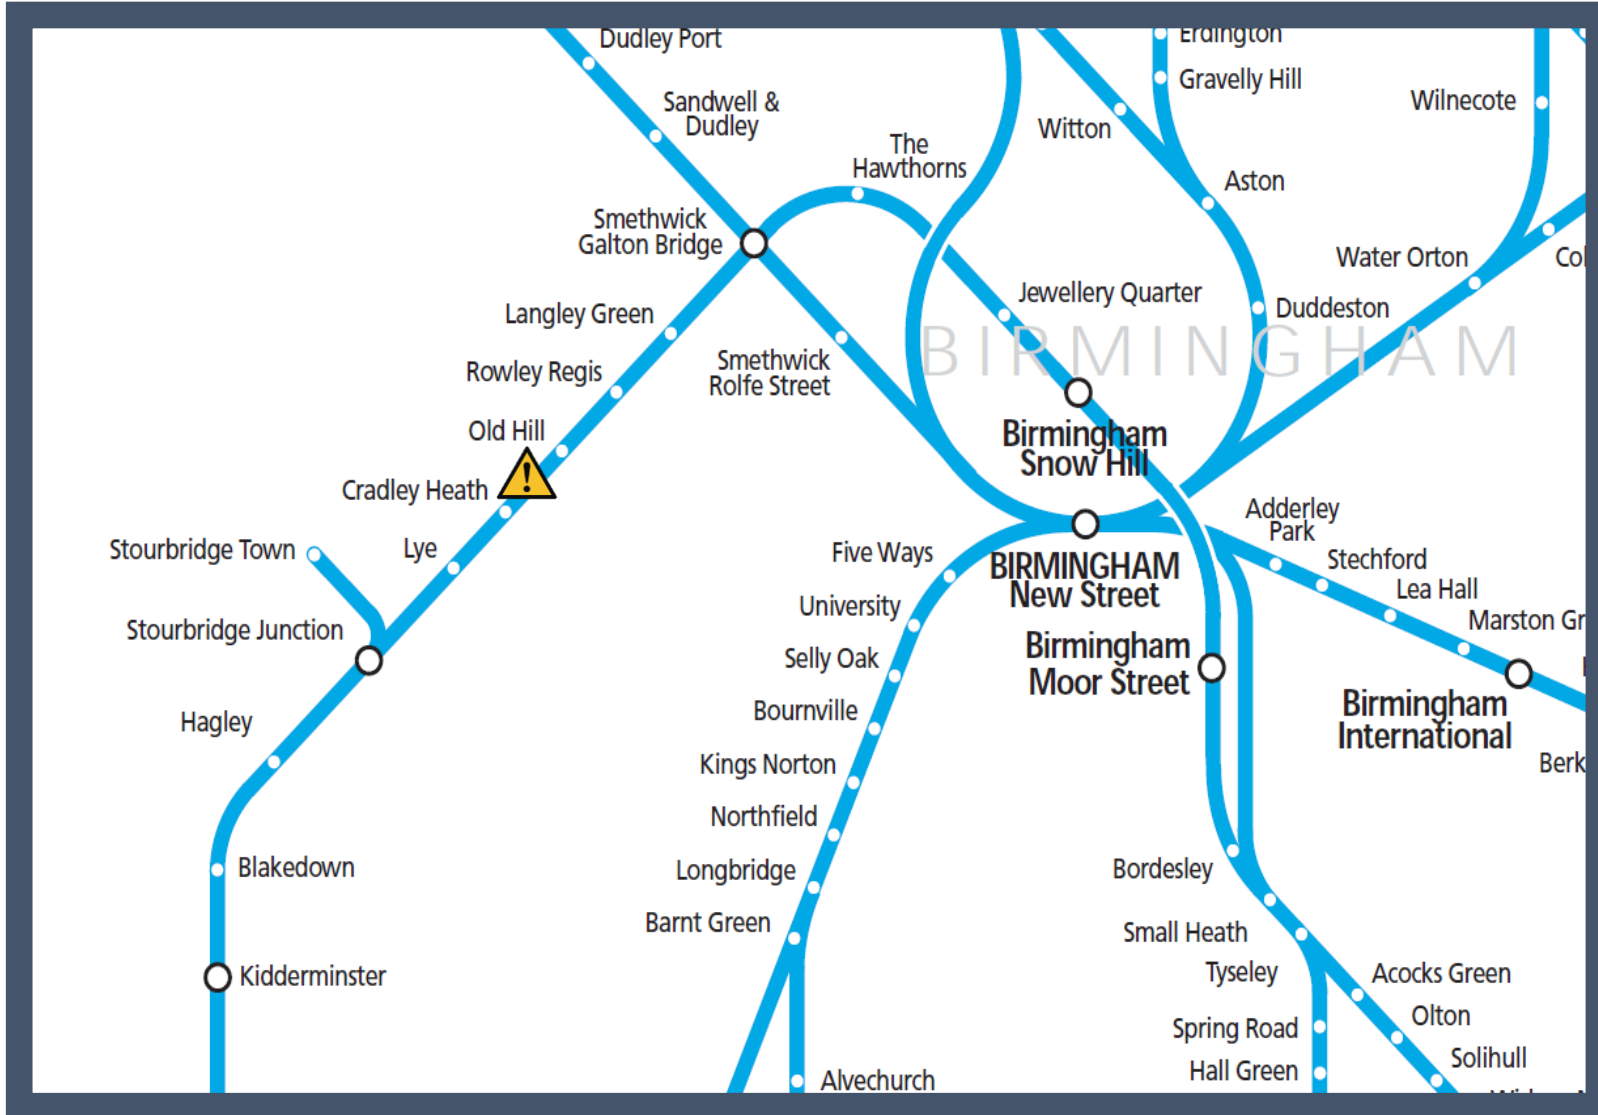 Dudley Port
Erdington
Gravelly Hill
Sandwell &
Dudley
Wilnecote
Witton
The
Hawthorns
Aston
Smethwick
Galton Bridge
Water Orton
Col
Jewellery Quarter
Duddeston
Langley Green
BIRMINGHAM
Smethwick
Rolfe Street
Rowley Regis
Old Hill
!
Birmingham
Snow Hill
Cradley Heath
Adderley
Park
Stourbridge Town
Lye
Five Ways
BIRMINGHAM
New Street
Stechford
Lea Hall
University
Marston Gr
Stourbridge Junction
Birmingham
Moor Street
Selly Oak
Bournville
Birmingham
International
Hagley
Kings Norton
Berk
Northfield
Blakedown
Longbridge
Bordesley
Barnt Green
Small Heath
Kidderminster
Tyseley
Acocks Green
Olton
Spring Road
Solihull
Hall Green
Alvechurch